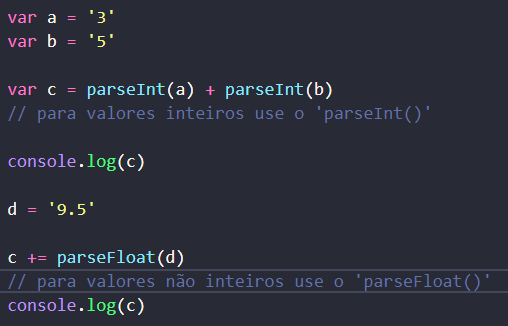 var a = '3'
var b = '5'
var c = parseInt(a) + parseInt(b)
// para valores inteiros use o 'parseInt()'
console.log(c)
d = '9.5'
c += parseFloat(d)
// para valores não inteiros use o 'parseFloat()'
console.log(c)